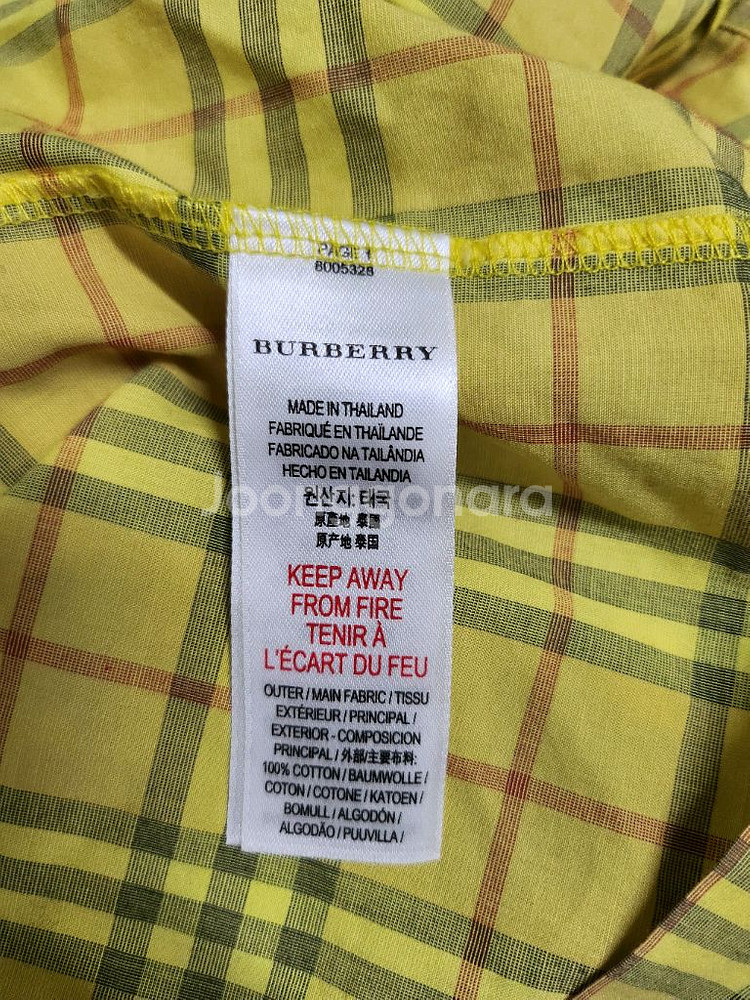 PAGE 1
8005328
BURBERRY
MADE IN THAILAND
FABRIQUÉ EN THAÏLANDE
FABRICADO NA TAILÂNDIA
HECHO EN TAILANDIA
원산지: 태국
Joonggonara
原產地 泰國
原产地 泰国
KEEP AWAY
FROM FIRE
TENIR À
L'ÉCART DU FEU
OUTER / MAIN FABRIC / TISSU
EXTÉRIEUR / PRINCIPAL /
EXTERIOR - COMPOSICION
PRINCIPAL / 外部/主要布料:
100% COTTON / BAUMWOLLE /
COTON / COTONE / KATOEN /
BOMULL / ALGODÓN /
ALGODÃO / PUUVILLA /